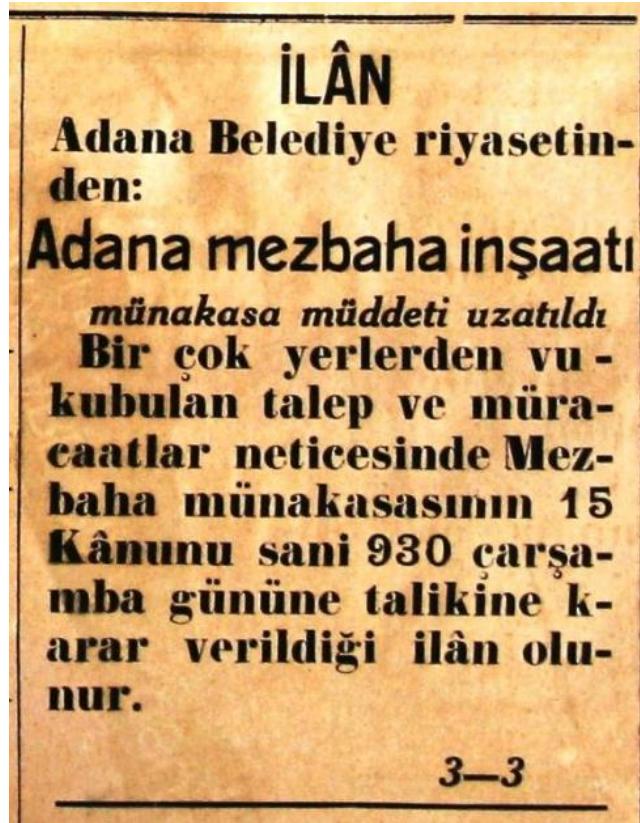 İLÂN
Adana Belediye riyasetin-
den:
Adana mezbaha inşaatı
münakasa müddeti uzatıldı
Bir çok yerlerden vu -
kubulan talep ve müra-
caatlar neticesinde Mez-
baha münakasasının 15
Kânunu sani 930 çarşa-
mba gününe talikine k-
arar verildiği ilân olu-
nur.
3—3